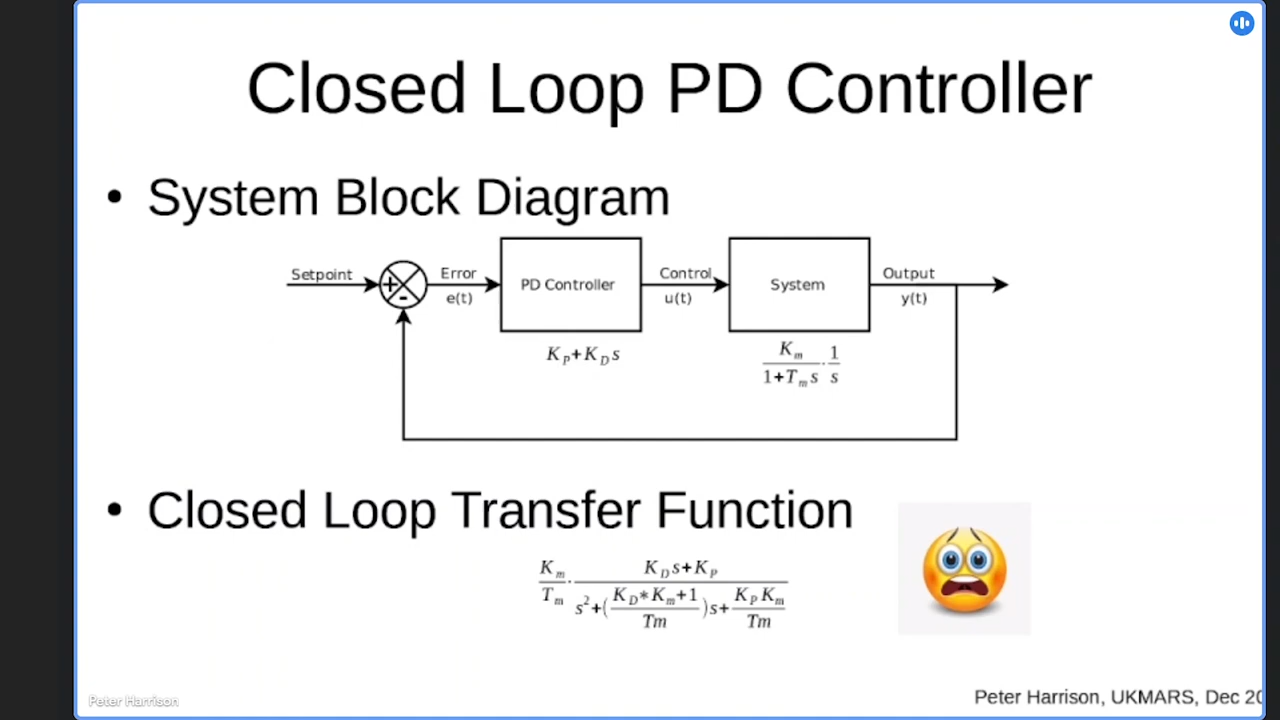 Closed Loop PD Controller
• System Block Diagram
Setpoint
+
-
Error
e(t)
PD Controller
Control
u(t)
System
Output
y(t)
K_P+K_D s
K_m/(1+T_m s) · 1/s
• Closed Loop Transfer Function
K_m/T_m · (K_D s+K_P)/(s^2+((K_D*K_m+1)/Tm)s+(K_P K_m)/Tm)
Peter Harrison
Peter Harrison, UKMARS, Dec 20